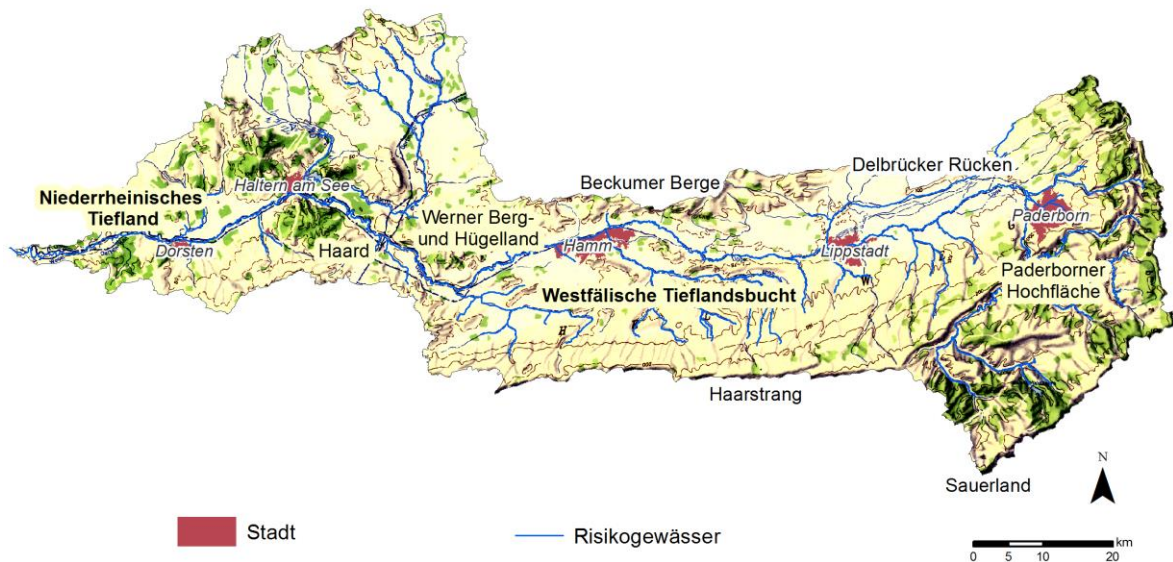 Delbrücker Rücken
Beckumer Berge
Haltern am See
Niederrheinisches
Tiefland
Paderborn
Werner Berg-
und Hügelland
Dorsten
Haard
Hamm
Lippstadt
Paderborner
Hochfläche
Westfälische Tieflandsbucht
W
H
Haarstrang
Sauerland
N
Stadt
Risikogewässer
km
0 5 10 20